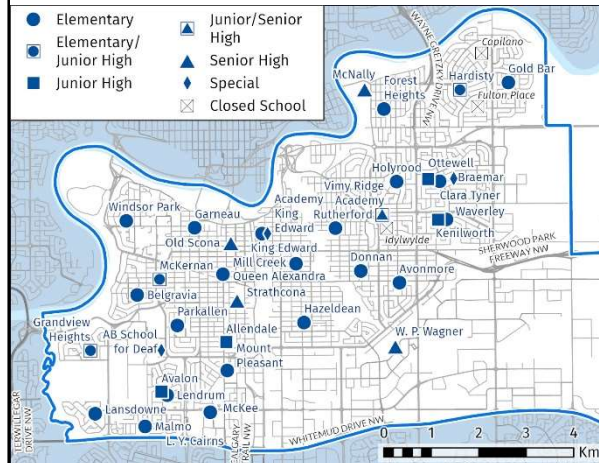 Elementary
Elementary/
Junior High
Junior High
Junior/Senior
High
Senior High
Special
Closed School
WAYNE GRETZKY DRIVE NW
Copilano
McNally
Forest
Heights
Hardisty
Gold Bar
Fulton Place
Holyrood
Ottewell
Braemar
Vimy Ridge
Academy
Clara Tyner
Waverley
Kenilworth
Idylwylde
Windsor Park
Garneau
Academy
King
Edward
Rutherford
Old Scona
King Edward
SHERWOOD PARK
FREEWAY NW
McKernan
Mill Creek
Queen Alexandra
Donnan
Avonmore
Belgravia
Strathcona
Parkallen
Hazeldean
Grandview
Heights
AB School
for Deaf
Allendale
Mount
Pleasant
W. P. Wagner
Avalon
Lendrum
Lansdowne
McKee
Malmo
L. Y. Cairns
WHITEMUD DRIVE NW
TERWILLEGAR
DRIVE NW
CALGARY
TRAIL NW
0 1 2 4
Km